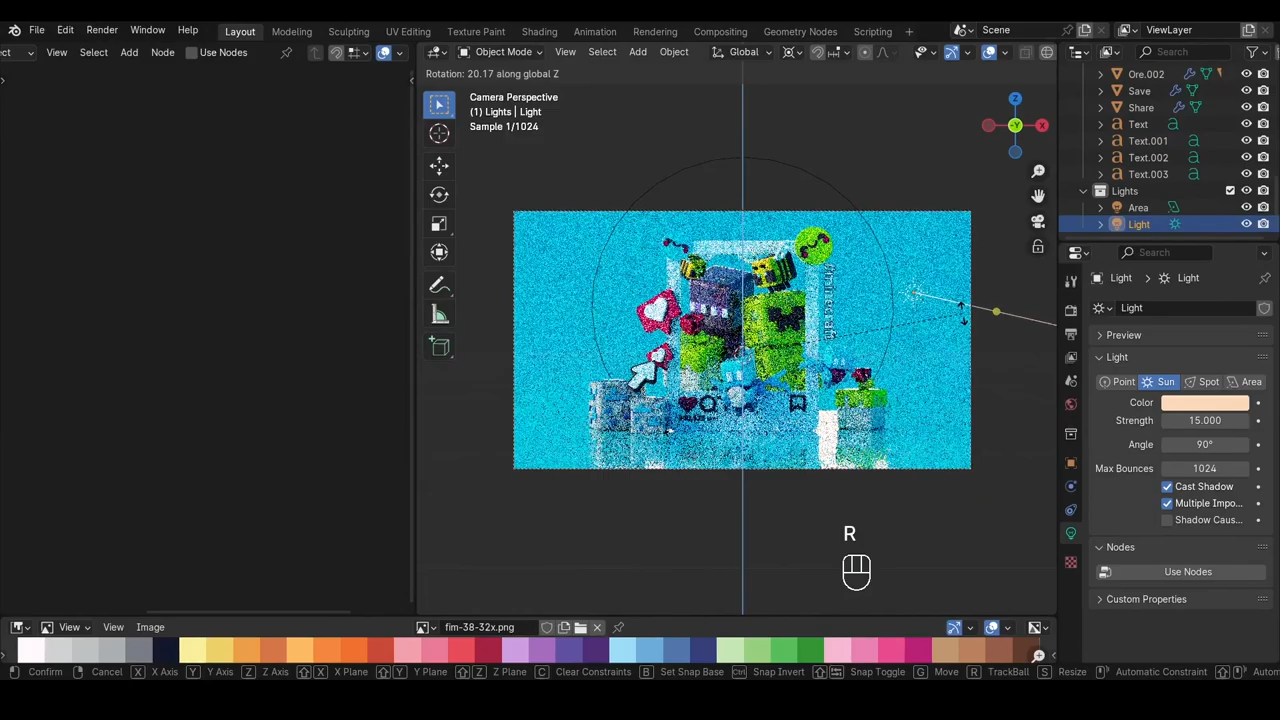 File Edit Render Window Help Layout Modeling Sculpting UV Editing Texture Paint Shading Animation Rendering Compositing Geometry Nodes Scripting + Scene ViewLayer
View Select Add Node Use Nodes Object Mode View Select Add Object Global Search
Rotation: 20.17 along global Z
Camera Perspective
(1) Lights | Light
Sample 1/1024
Z
-Y
X
Ore.002
Save
Share
Text
Text.001
Text.002
Text.003
Lights
Area
Light
Search
Light > Light
Light
Preview
Light
Point Sun Spot Area
Color
Strength 15.000
Angle 90°
Max Bounces 1024
Cast Shadow
Multiple Impo...
Shadow Caus...
Nodes
Use Nodes
Custom Properties
R
View View Image fim-38-32x.png
Confirm Cancel X X Axis Y Y Axis Z Z Axis X X Plane Y Y Plane Z Z Plane C Clear Constraints B Set Snap Base Ctrl Snap Invert Snap Toggle G Move R TrackBall S Resize Automatic Constraint Automatic Con